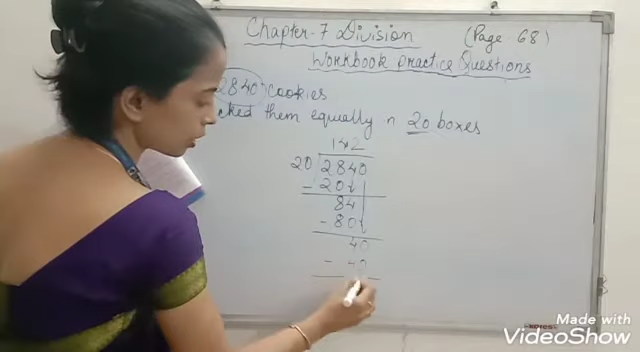 Chapter-7 Division (Page-68)
Workbook practice Questions
2840 cookies
cked them equally n 20 boxes
142
20 2840
- 20↓
84
- 80↓
40
- 40
Made with
VideoShow